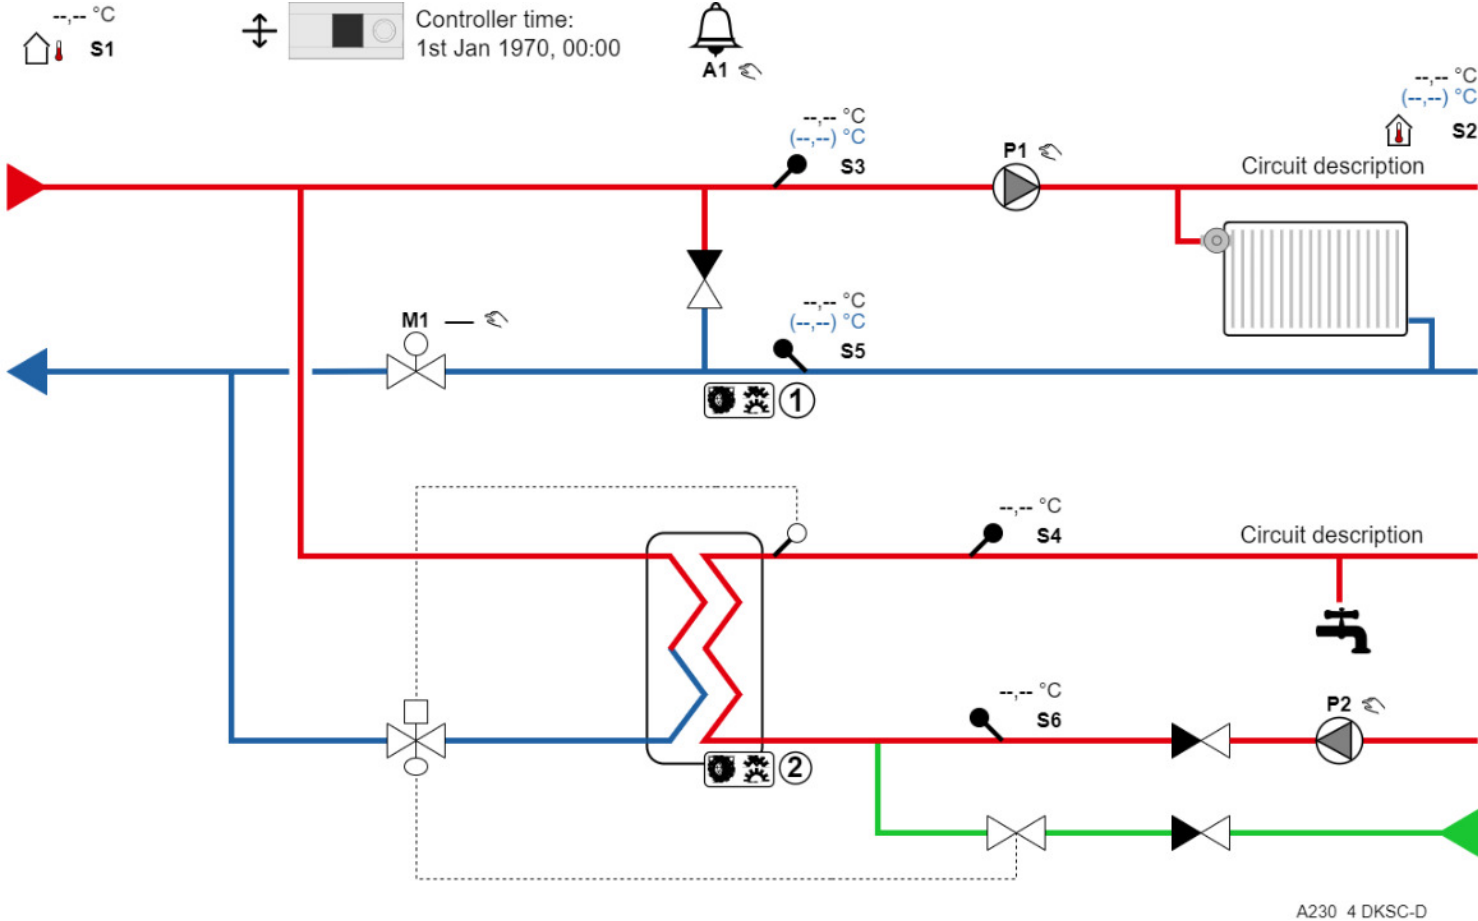 --,-- °C
S1
Controller time:
1st Jan 1970, 00:00
A1
--,-- °C
(--,--) °C
S2
--,-- °C
(--,--) °C
S3
P1
Circuit description
--,-- °C
(--,--) °C
S5
M1
1
--,-- °C
S4
Circuit description
--,-- °C
S6
P2
2
A230 4 DKSC-D